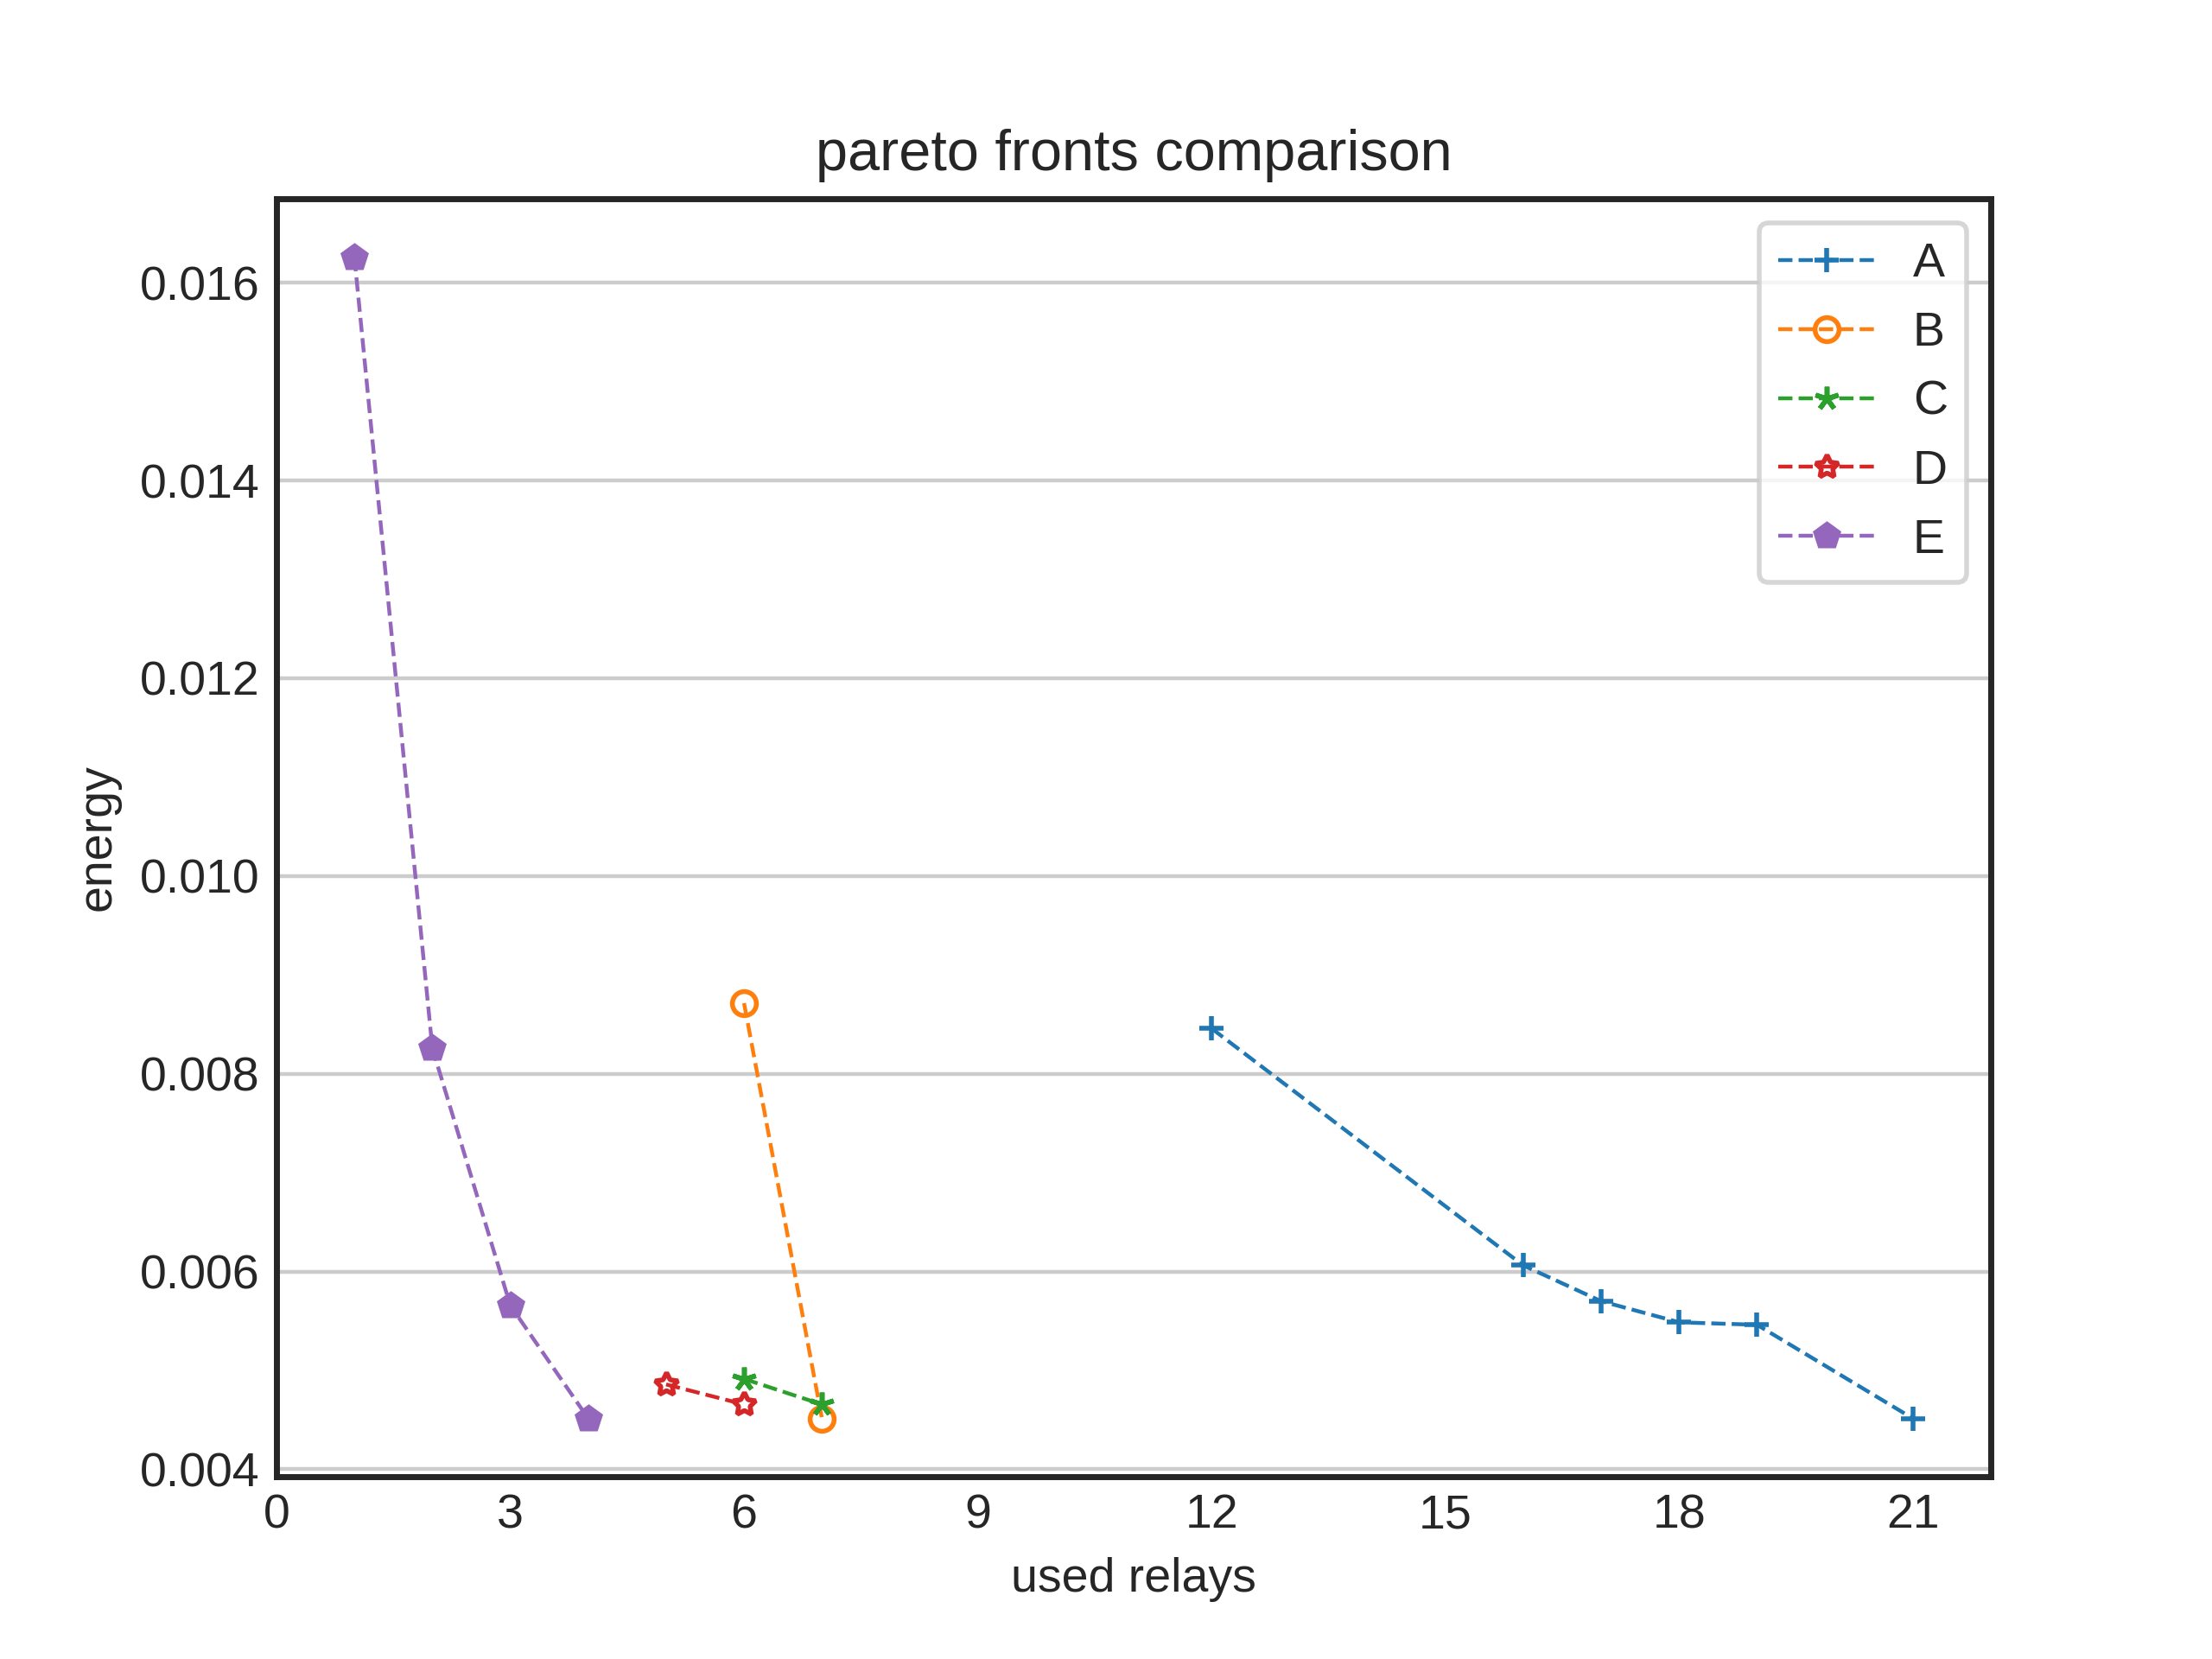 pareto fronts comparison
A
B
C
D
E
0.016
0.014
0.012
0.010
0.008
0.006
0.004
energy
0 3 6 9 12 15 18 21
used relays